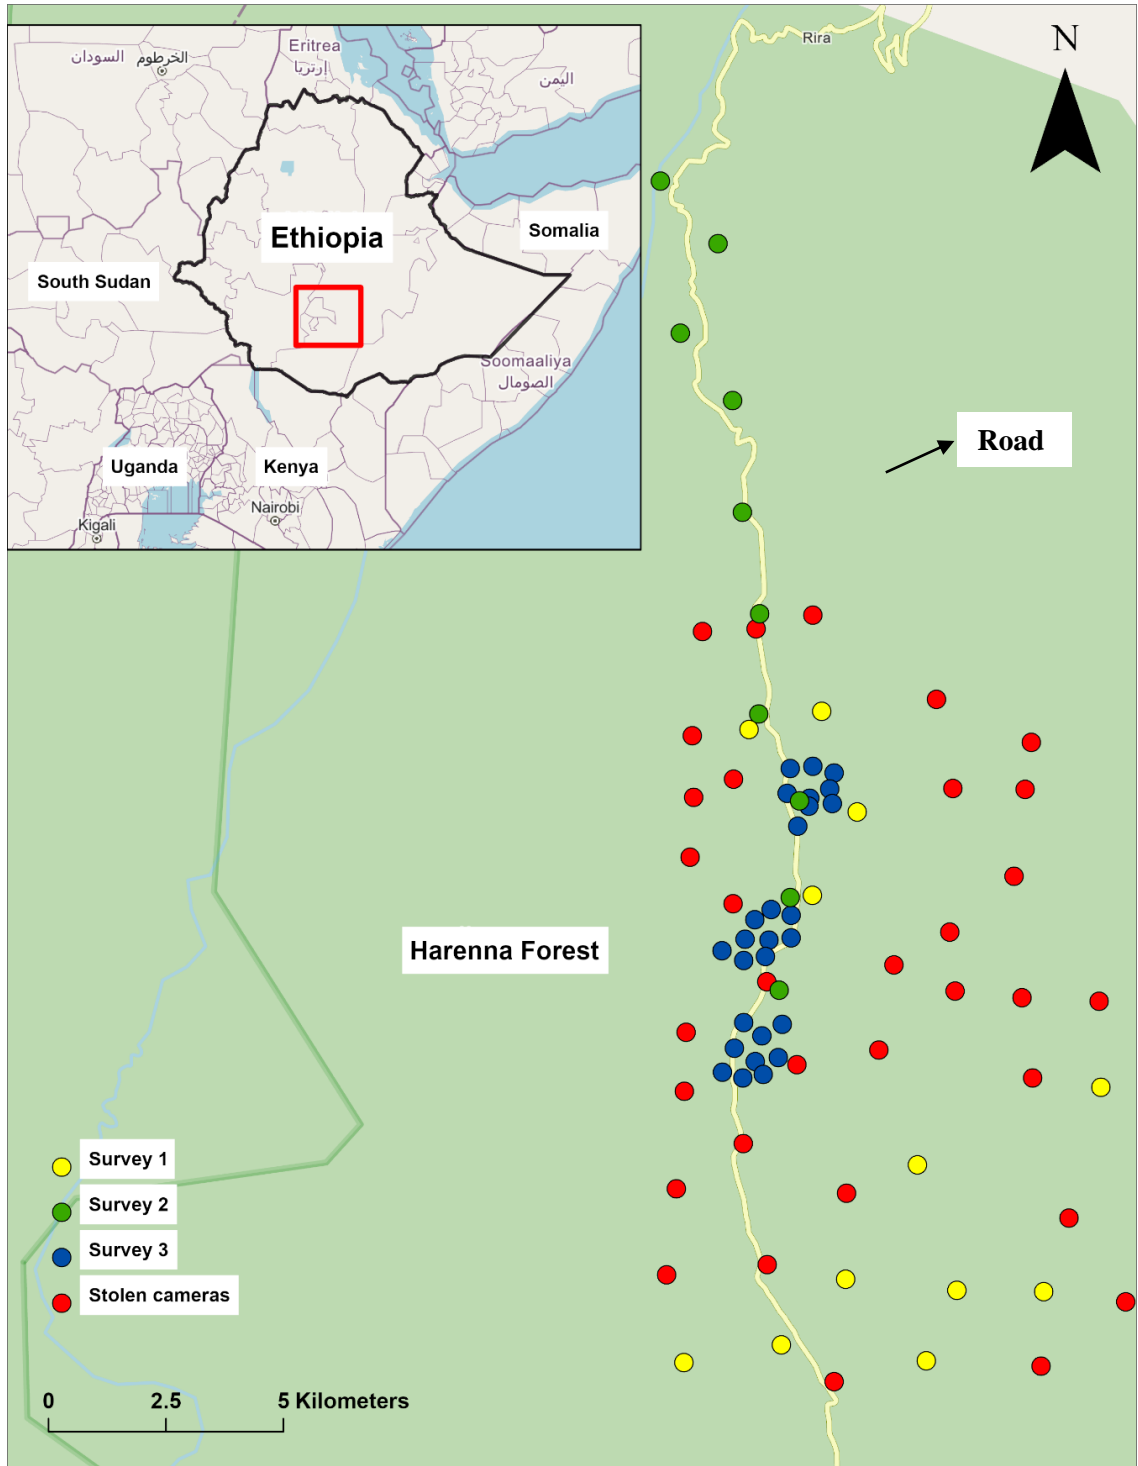 Rira
N
Eritrea
إرتريا
السودان
الخرطوم
اليمن
Ethiopia
Somalia
South Sudan
Soomaaliya
الصومال
Uganda
Kenya
Nairobi
Kigali
Road
Harenna Forest
Survey 1
Survey 2
Survey 3
Stolen cameras
0 2.5 5 Kilometers